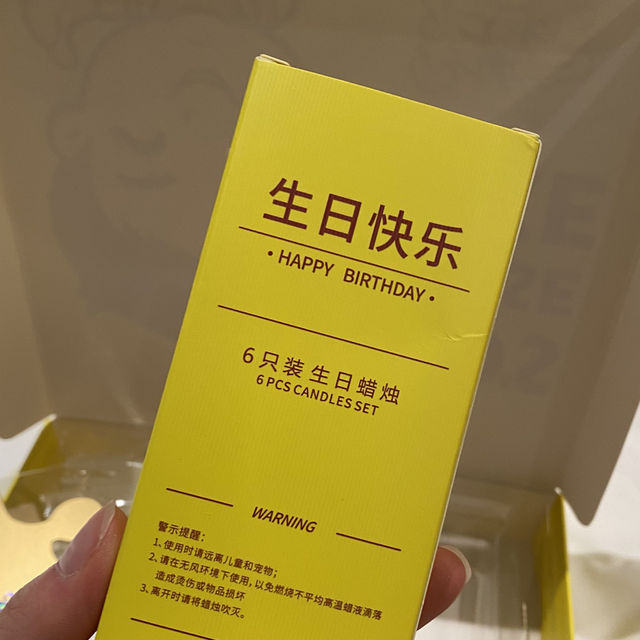 生日快乐
·HAPPY BIRTHDAY·
6只装生日蜡烛
6 PCS CANDLES SET
WARNING
警示提醒：
1、使用时请远离儿童和宠物；
2、请在无风环境下使用，以免燃烧不平均高温蜡液滴落
造成烫伤或物品损坏
3、离开时请将蜡烛吹灭。